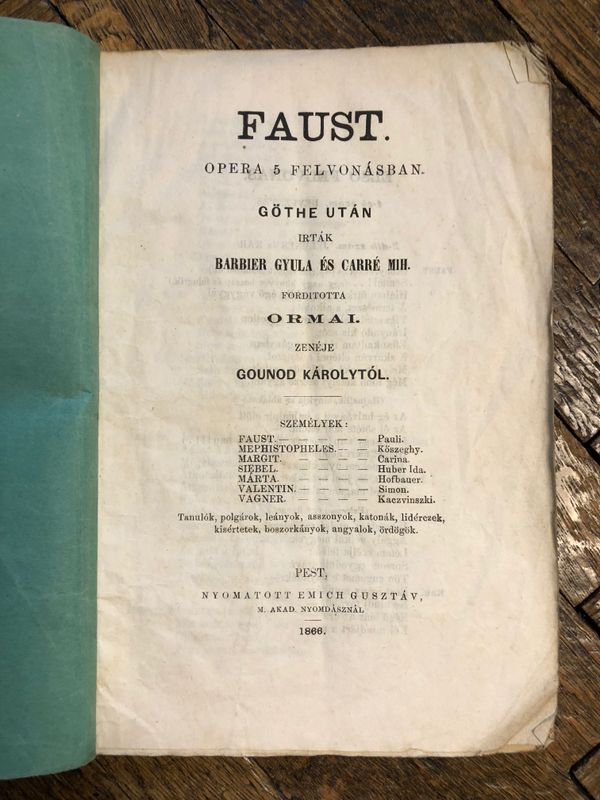 FAUST.
OPERA 5 FELVONÁSBAN.
GÖTHE UTÁN
IRTÁK
BARBIER GYULA ÉS CARRÉ MIH.
FORDITOTTA
ORMAI.
ZENÉJE
GOUNOD KÁROLYTÓL.
SZEMÉLYEK:
FAUST. — — — — — Pauli.
MEPHISTOPHELES. — — Köszeghy.
MARGIT. — — — — Carina.
SIEBEL. — — — — Huber Ida.
MÁRTA. — — — — Hofbauer.
VALENTIN. — — — — Simon.
VAGNER. — — — — Kaczvinszki.
Tanulók, polgárok, leányok, asszonyok, katonák, lidérczek,
kisértetek, boszorkányok, angyalok, ördögök.
PEST,
NYOMATOTT EMICH GUSZTÁV,
M. AKAD. NYOMDÁSZNÁL
1866.